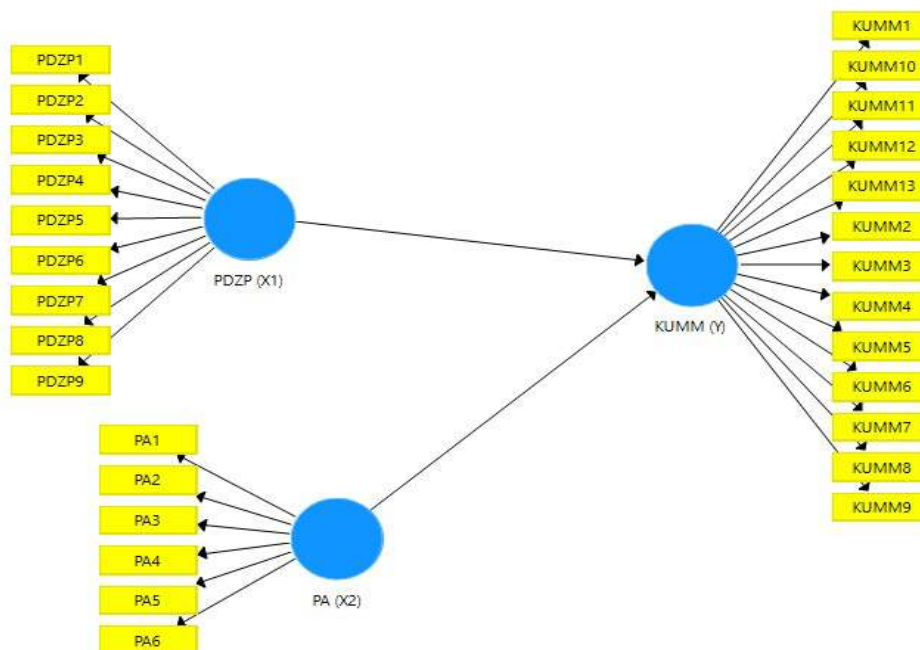 PDZP1
PDZP2
PDZP3
PDZP4
PDZP5
PDZP6
PDZP7
PDZP8
PDZP9
PDZP (X1)
PA1
PA2
PA3
PA4
PA5
PA6
PA (X2)
KUMM (Y)
KUMM1
KUMM10
KUMM11
KUMM12
KUMM13
KUMM2
KUMM3
KUMM4
KUMM5
KUMM6
KUMM7
KUMM8
KUMM9